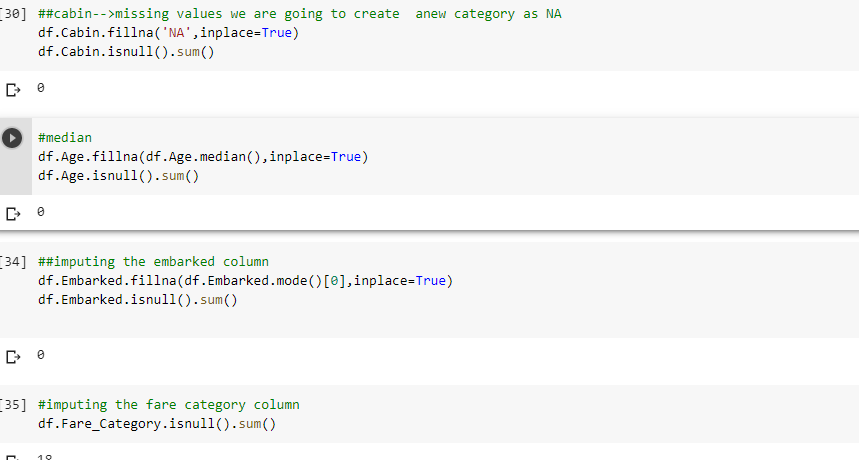 [30] ##cabin-->missing values we are going to create  anew category as NA
df.Cabin.fillna('NA',inplace=True)
df.Cabin.isnull().sum()
0
#median
df.Age.fillna(df.Age.median(),inplace=True)
df.Age.isnull().sum()
0
[34] ##imputing the embarked column
df.Embarked.fillna(df.Embarked.mode()[0],inplace=True)
df.Embarked.isnull().sum()
0
[35] #imputing the fare category column
df.Fare_Category.isnull().sum()